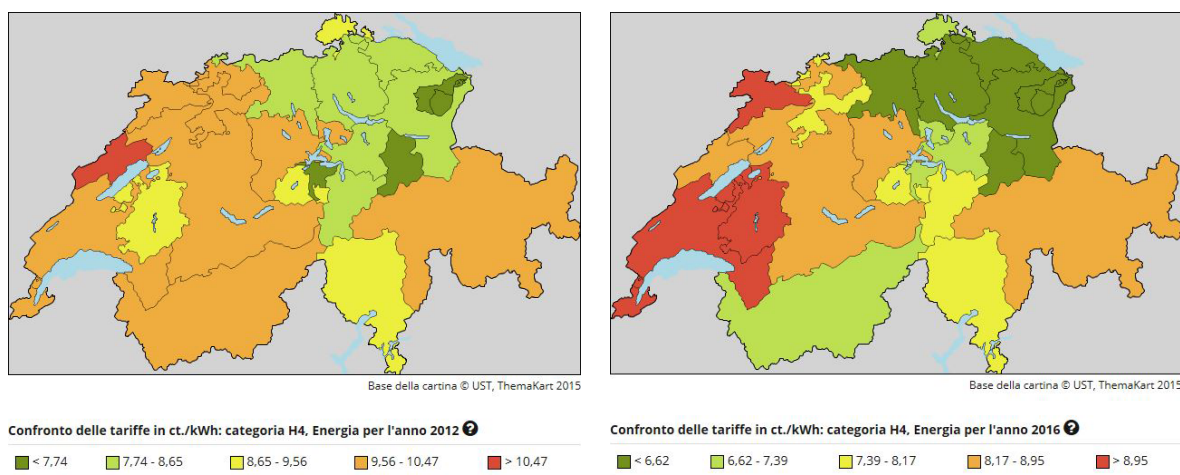 Base della cartina © UST, ThemaKart 2015
Confronto delle tariffe in ct./kWh: categoria H4, Energia per l'anno 2012 ?
< 7,74 7,74 - 8,65 8,65 - 9,56 9,56 - 10,47 > 10,47
Base della cartina © UST, ThemaKart 2015
Confronto delle tariffe in ct./kWh: categoria H4, Energia per l'anno 2016 ?
< 6,62 6,62 - 7,39 7,39 - 8,17 8,17 - 8,95 > 8,95